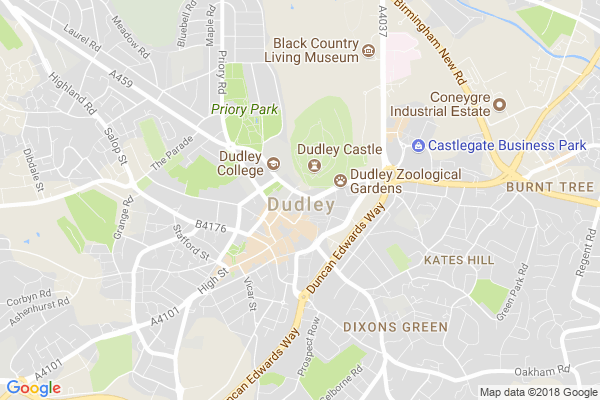 Bluebell Rd
Maple Rd
Meadow Rd
Laurel Rd
A459
Highland Rd
Salop St
Dibdale St
The Parade
Grange Rd
Priory Rd
Priory Park
Black Country
Living Museum
A4037
Birmingham New Rd
Coneygre
Industrial Estate
Castlegate Business Park
Dudley Castle
Dudley
College
Dudley Zoological
Gardens
BURNT TREE
Dudley
B4176
Stafford St
High St
Duncan Edwards Way
KATES HILL
Regent Rd
Green Park Rd
Corbyn Rd
Ashenhurst Rd
A4101
A4101
Vicar St
Prospect Row
DIXONS GREEN
Duncan Edwards Way
Selborne Rd
Oakham Rd
Google
Map data ©2018 Google